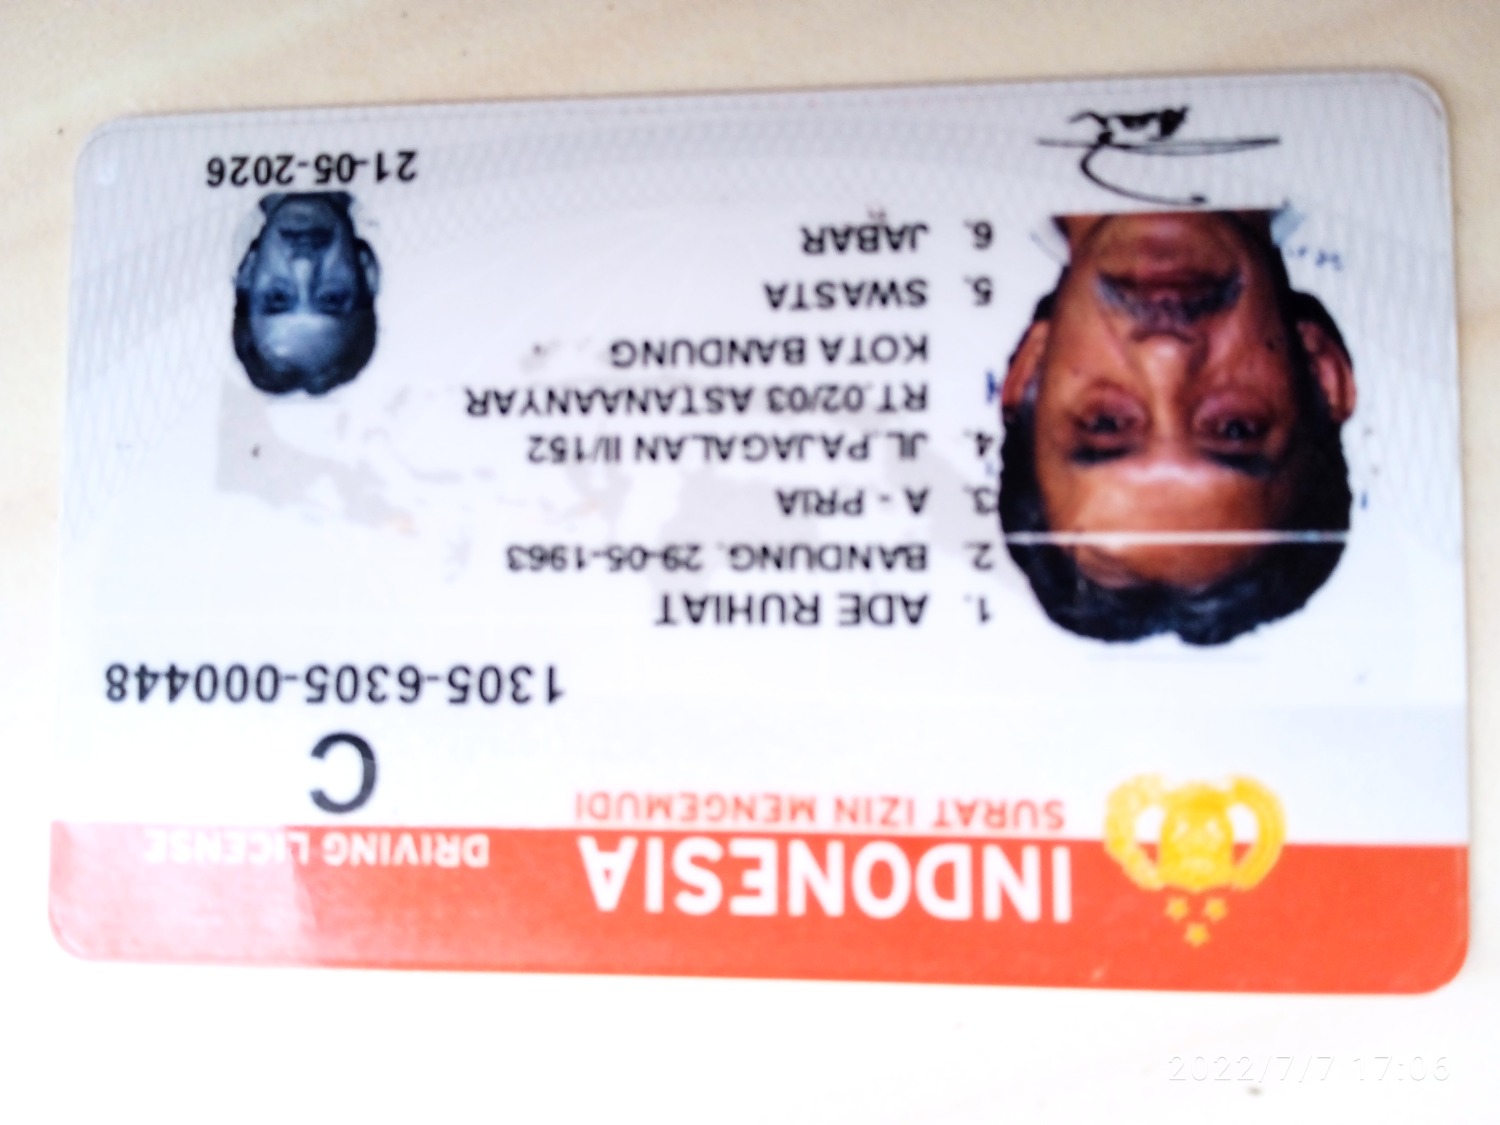 INDONESIA
DRIVING LICENSE
SURAT IZIN MENGEMUDI
C
1305-6305-000448
1. ADE RUHIAT
2. BANDUNG, 29-05-1963
3. A - PRIA
4. JL.PAJAGALAN II/152
RT.02/03 ASTANAANYAR
KOTA BANDUNG
5. SWASTA
6. JABAR
21-05-2026
2022/7/7 17:06